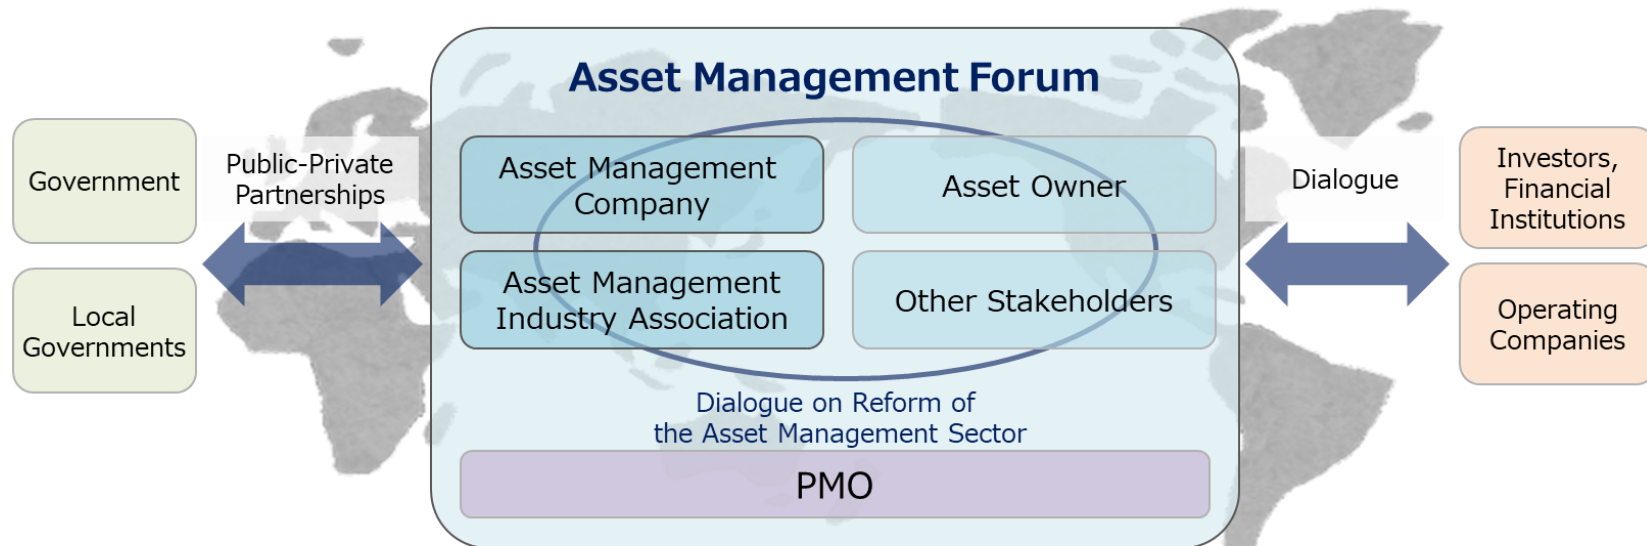 Asset Management Forum
Government
Local
Governments
Public-Private
Partnerships
Asset Management
Company
Asset Owner
Asset Management
Industry Association
Other Stakeholders
Dialogue on Reform of
the Asset Management Sector
PMO
Dialogue
Investors,
Financial
Institutions
Operating
Companies